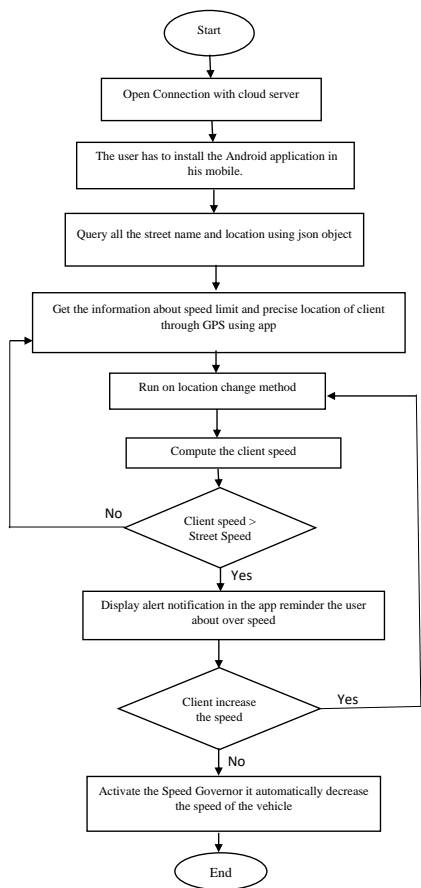 Start
Open Connection with cloud server
The user has to install the Android application in
his mobile.
Query all the street name and location using json object
Get the information about speed limit and precise location of client
through GPS using app
Run on location change method
Compute the client speed
No
Client speed >
Street Speed
Yes
Display alert notification in the app reminder the user
about over speed
Client increase
the speed
Yes
No
Activate the Speed Governor it automatically decrease
the speed of the vehicle
End